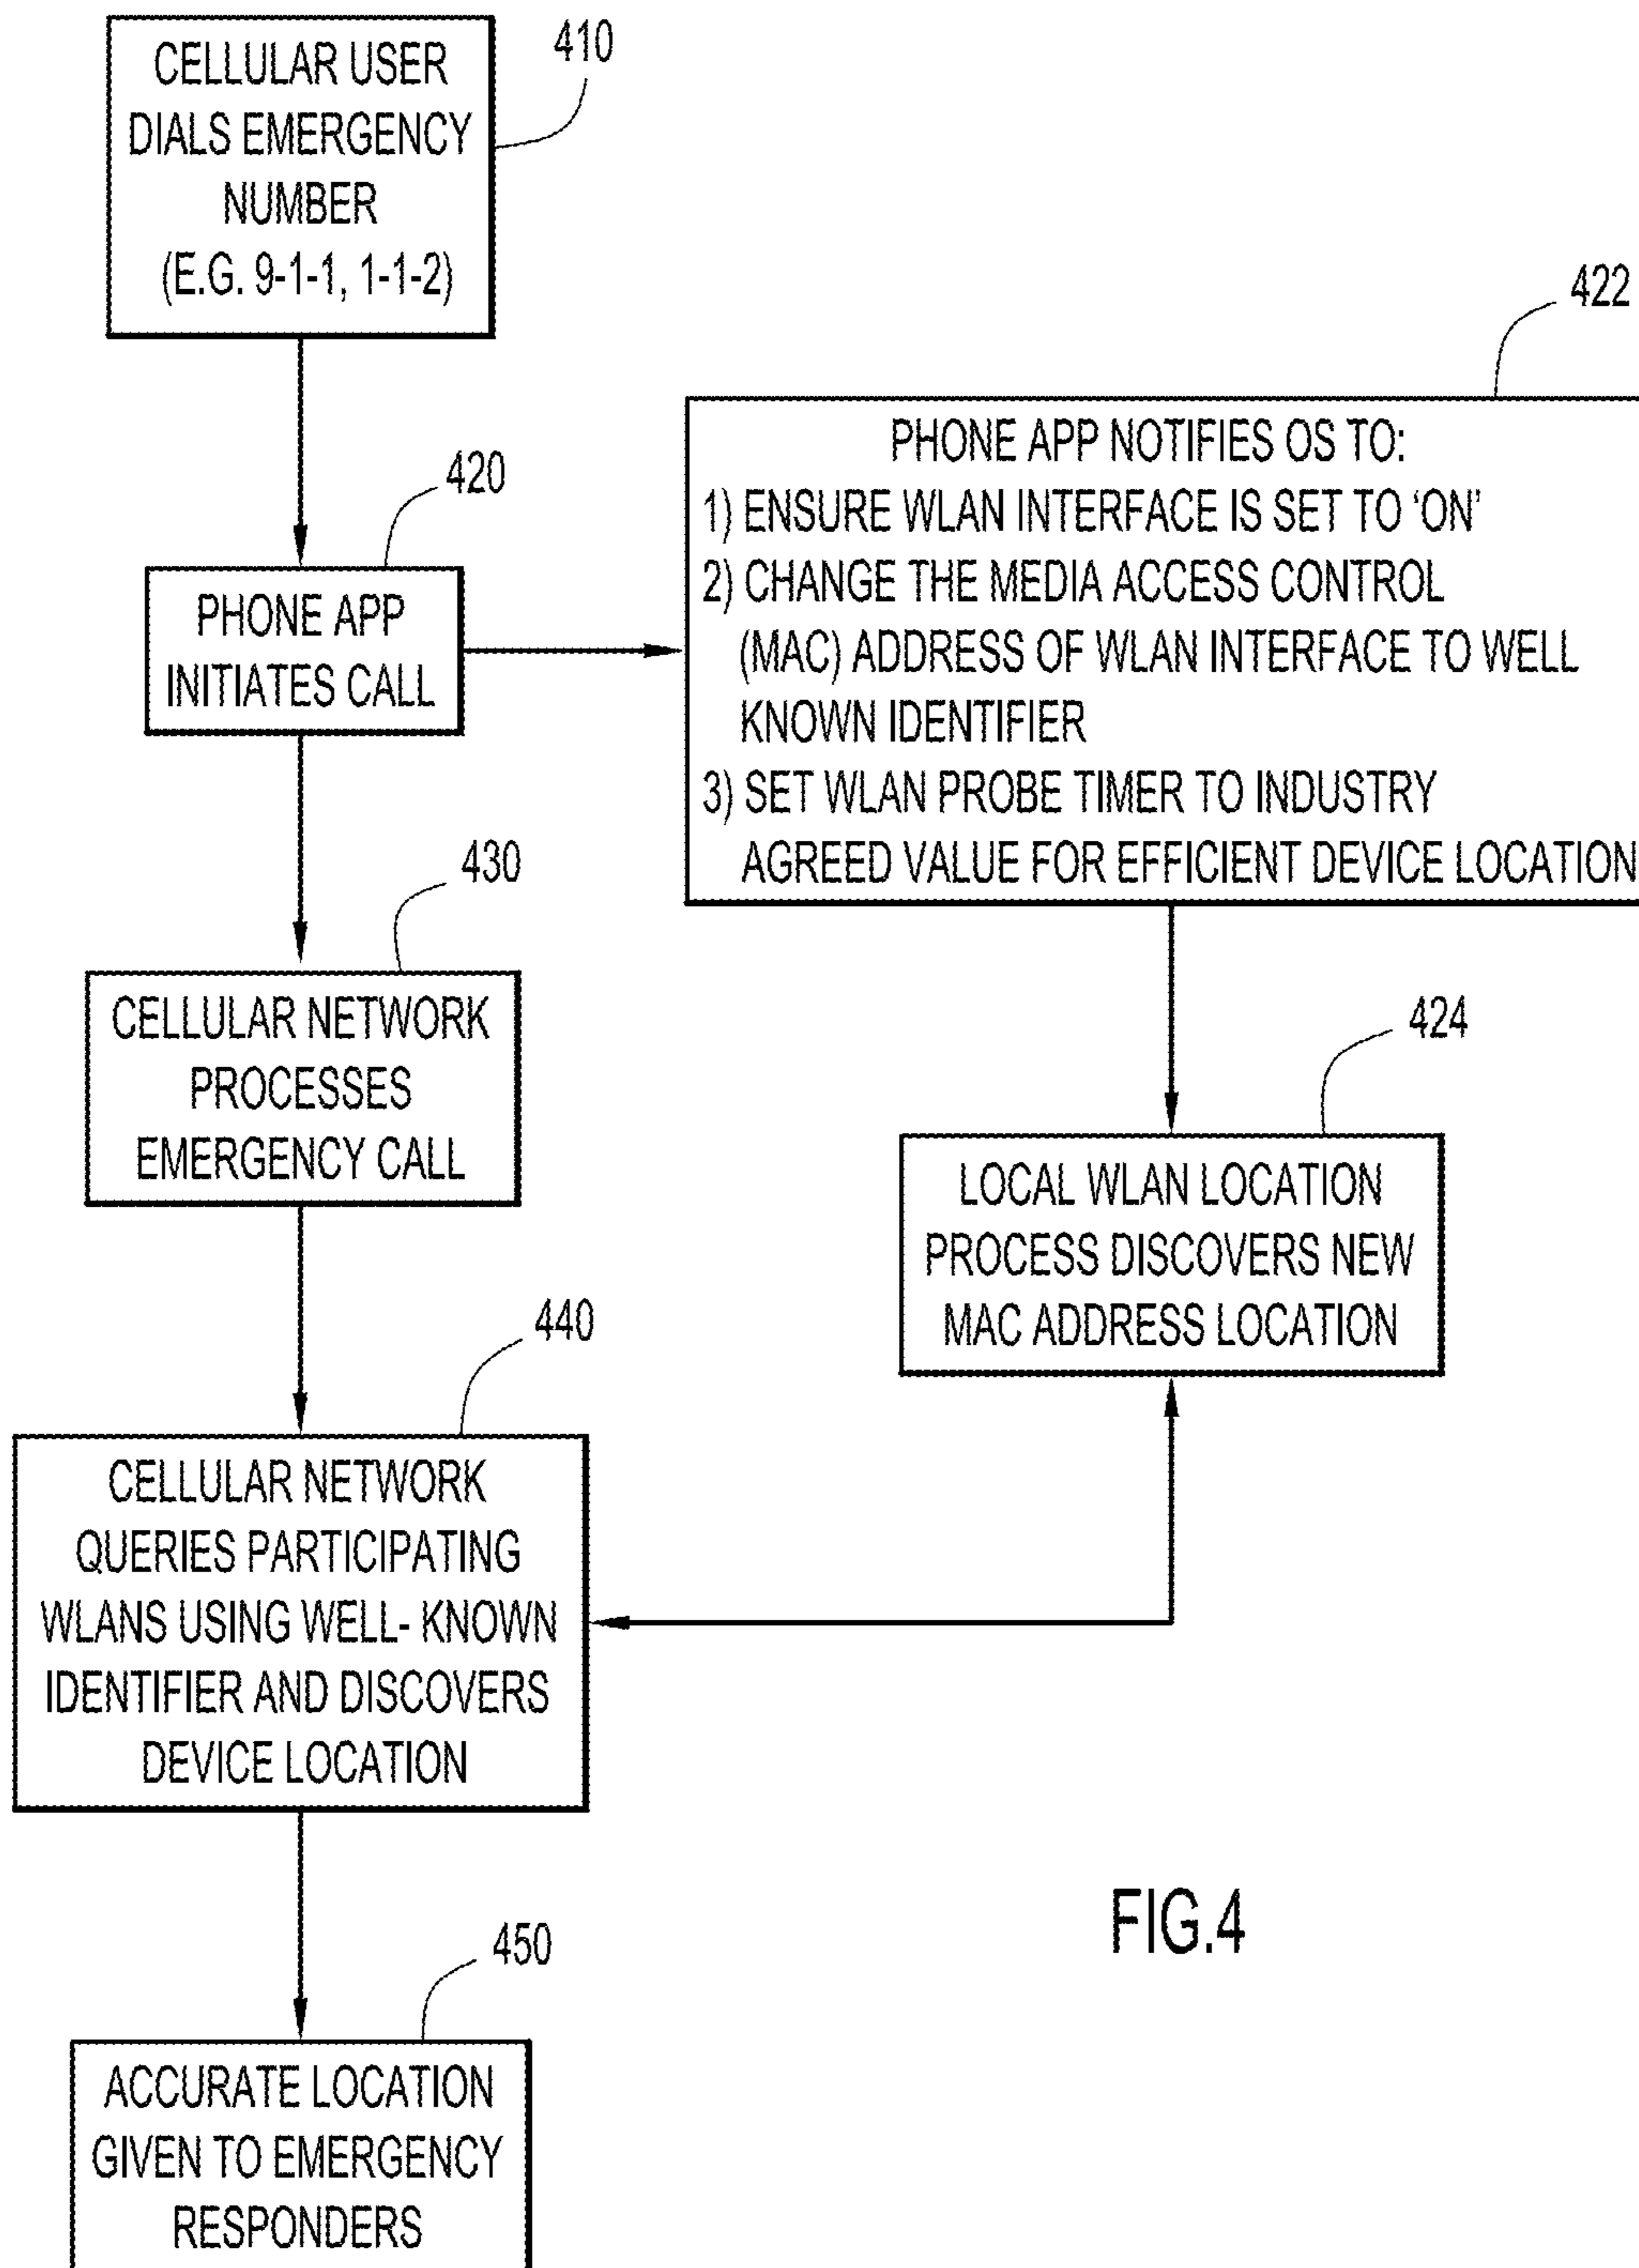 CELLULAR USER
DIALS EMERGENCY
NUMBER
(E.G. 9-1-1, 1-1-2)
410
420
PHONE APP
INITIATES CALL
422
PHONE APP NOTIFIES OS TO:
1) ENSURE WLAN INTERFACE IS SET TO 'ON'
2) CHANGE THE MEDIA ACCESS CONTROL
(MAC) ADDRESS OF WLAN INTERFACE TO WELL
KNOWN IDENTIFIER
3) SET WLAN PROBE TIMER TO INDUSTRY
AGREED VALUE FOR EFFICIENT DEVICE LOCATION
430
CELLULAR NETWORK
PROCESSES
EMERGENCY CALL
424
LOCAL WLAN LOCATION
PROCESS DISCOVERS NEW
MAC ADDRESS LOCATION
440
CELLULAR NETWORK
QUERIES PARTICIPATING
WLANS USING WELL- KNOWN
IDENTIFIER AND DISCOVERS
DEVICE LOCATION
450
ACCURATE LOCATION
GIVEN TO EMERGENCY
RESPONDERS
FIG.4